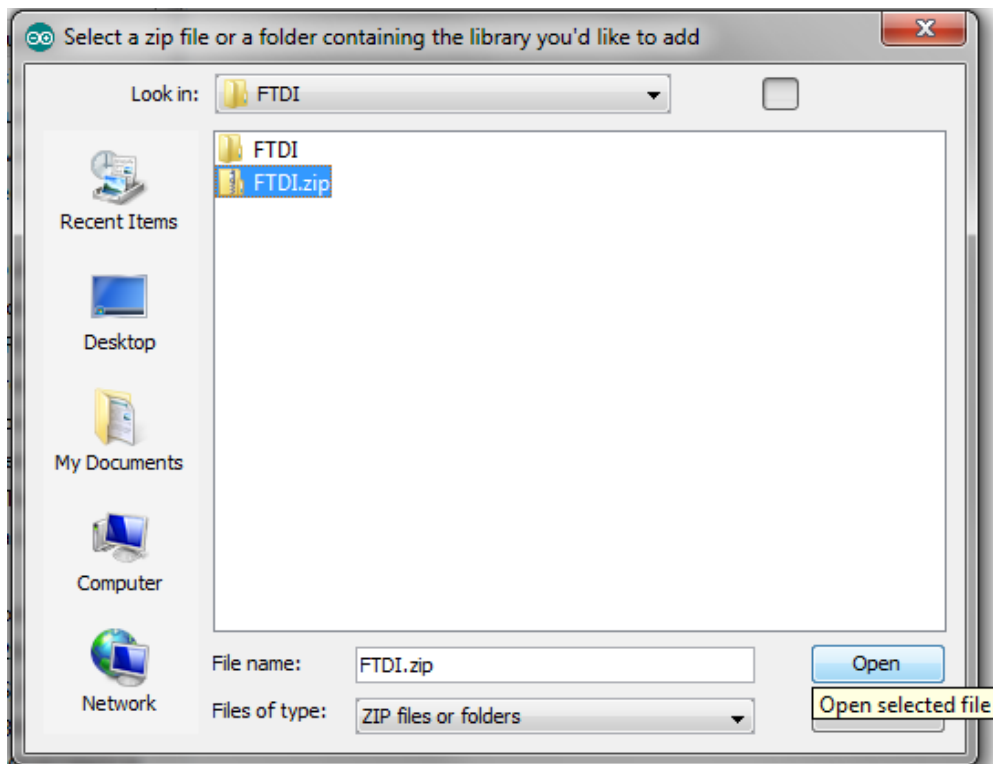 Select a zip file or a folder containing the library you'd like to add
Look in: FTDI
FTDI
FTDI.zip
Recent Items
Desktop
My Documents
Computer
Network
File name: FTDI.zip Open
Files of type: ZIP files or folders
Open selected file